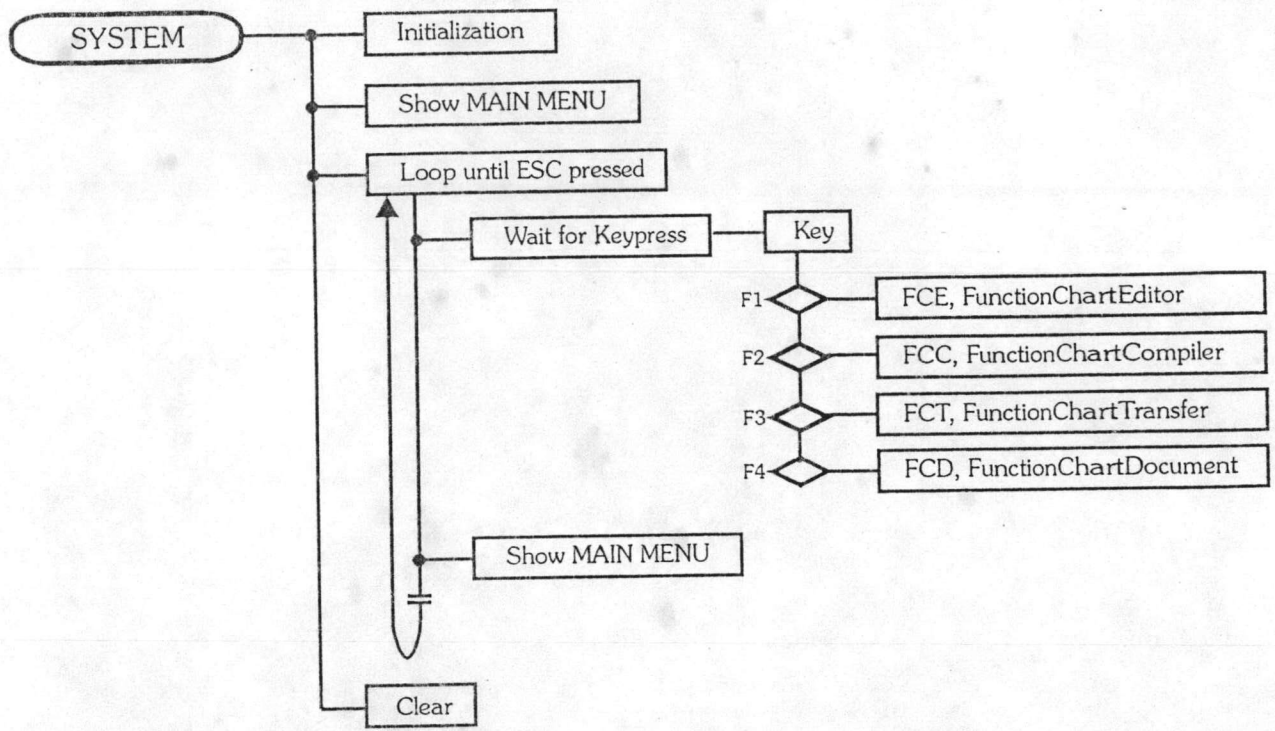 SYSTEM
Initialization
Show MAIN MENU
Loop until ESC pressed
Wait for Keypress
Key
F1
FCE, FunctionChartEditor
F2
FCC, FunctionChartCompiler
F3
FCT, FunctionChartTransfer
F4
FCD, FunctionChartDocument
Show MAIN MENU
Clear